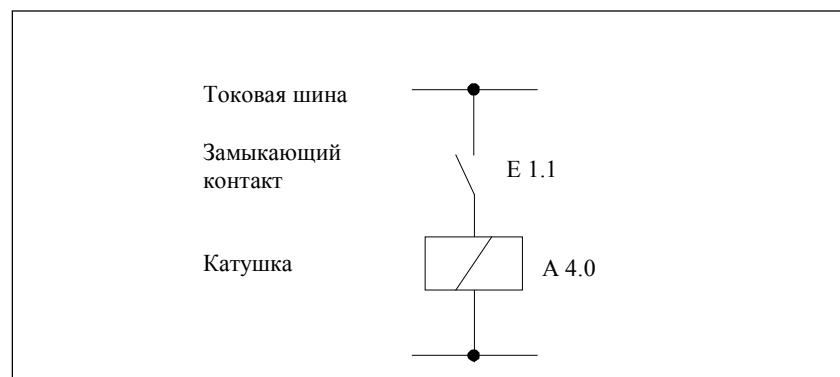 Токовая шина
Замыкающий
контакт
E 1.1
Катушка
A 4.0